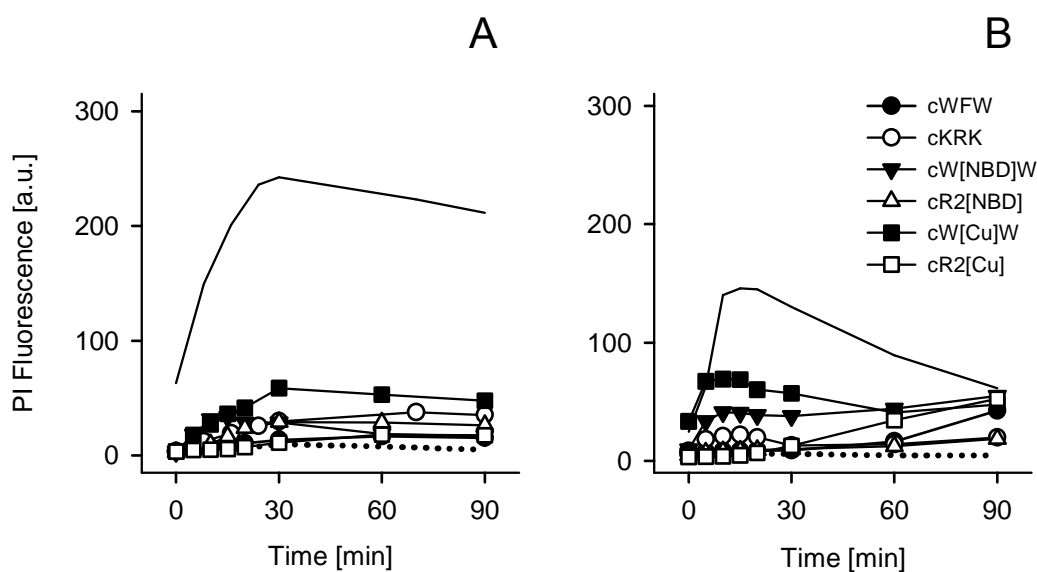 A
B
PI Fluorescence [a.u.]
300
200
100
0
0
30
60
90
Time [min]
300
200
100
0
0
30
60
90
Time [min]
cWFW
cKRK
cW[NBD]W
cR2[NBD]
cW[Cu]W
cR2[Cu]